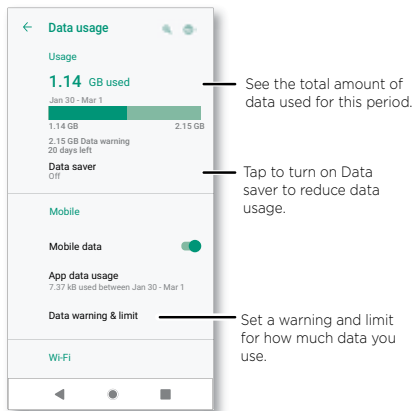 Data usage
Usage
1.14 GB used
Jan 30 - Mar 1
1.14 GB 2.15 GB
2.15 GB Data warning
20 days left
Data saver
Off
Mobile
Mobile data
App data usage
7.37 kB used between Jan 30 - Mar 1
Data warning & limit
Wi-Fi
See the total amount of
data used for this period.
Tap to turn on Data
saver to reduce data
usage.
Set a warning and limit
for how much data you
use.